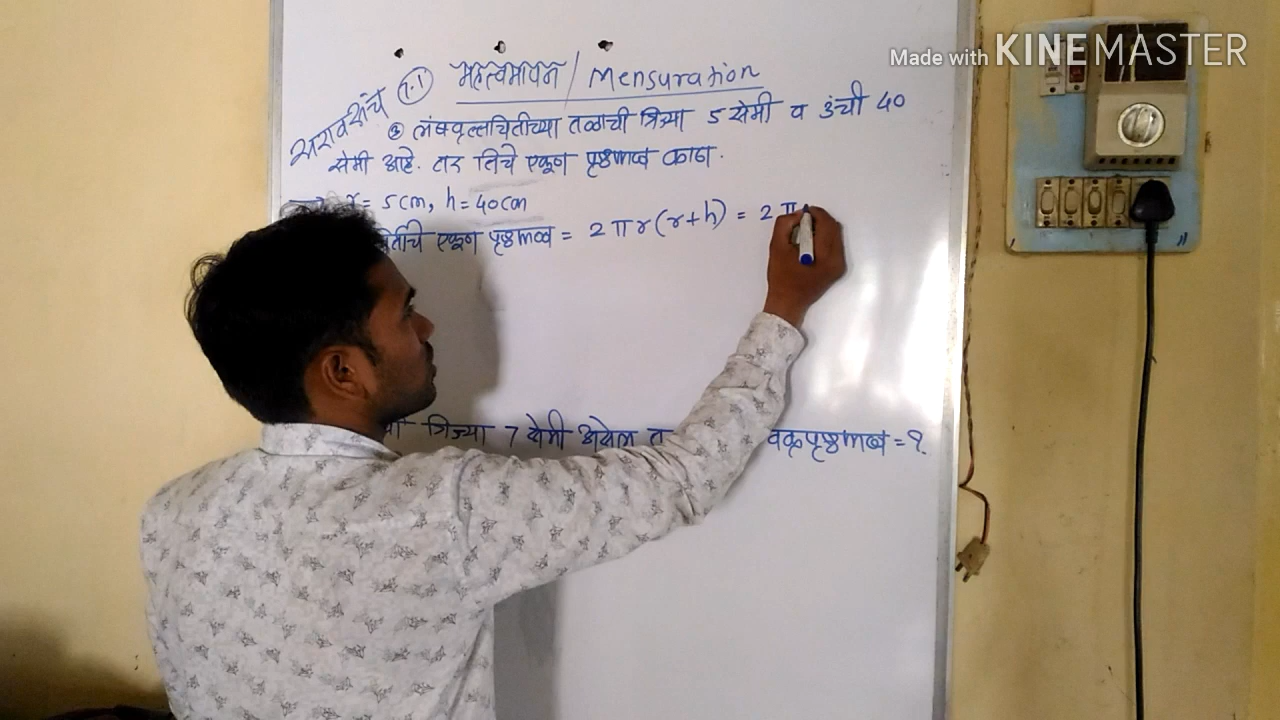 Made with KINEMASTER
7.1 महत्वमापन / Mensuration
सरावसंच
③ लंबवृत्तचितीच्या तळाची त्रिज्या 5 सेमी व उंची 40
सेमी आहे. तर तिचे एकूण पृष्ठफळ काढा.
r = 5cm, h = 40cm
एकूण पृष्ठफळ = 2πr(r+h) = 2π
त्रिज्या 7 सेमी असेल वक्रपृष्ठफळ = ?